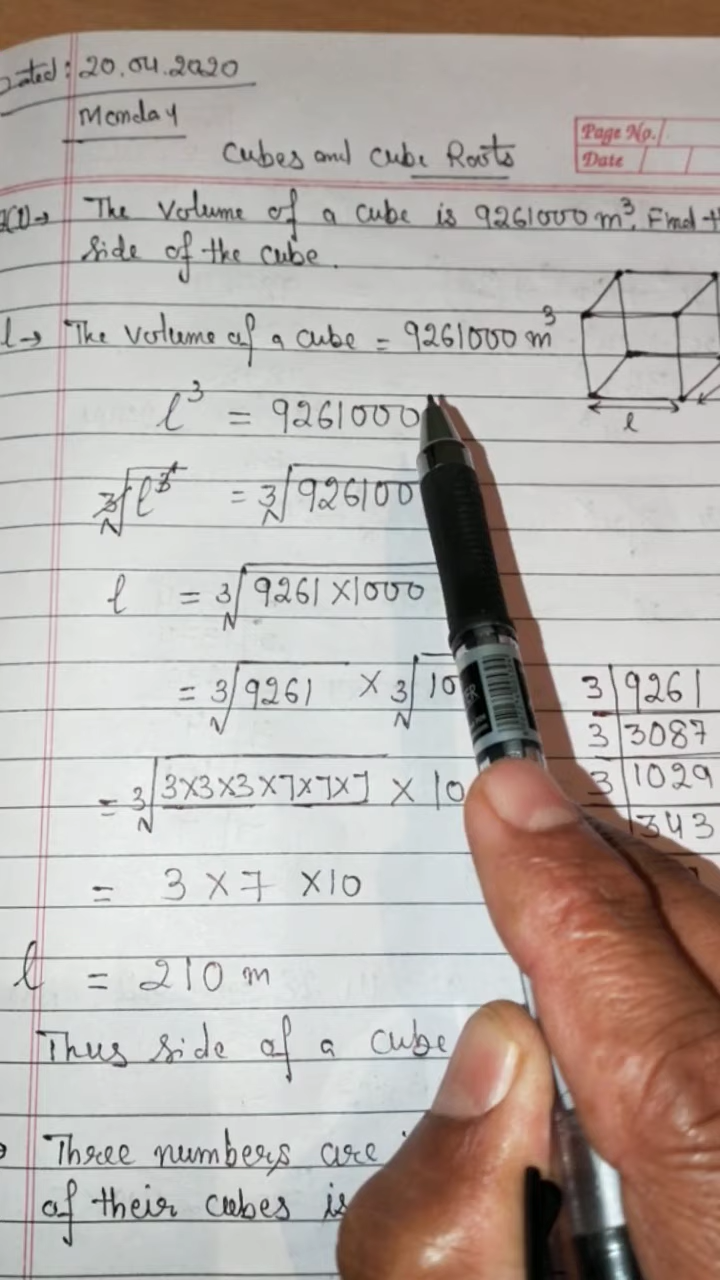 Dated: 20.04.2020
Monday
Page No.
Date
Cubes and Cube Roots
The Volume of a cube is 9261000 m³. Find
side of the cube.
The Volume of a cube = 9261000 m³
l³ = 9261000
l
∛l³ = ∛926100
l = ∛9261×1000
= ∛9261 × ∛10
3 | 9261
3 | 3087
3 | 1029
343
= ∛3×3×3×7×7×7 × 10
= 3 × 7 × 10
l = 210 m
Thus side of a cube
Three numbers are
of their cubes is